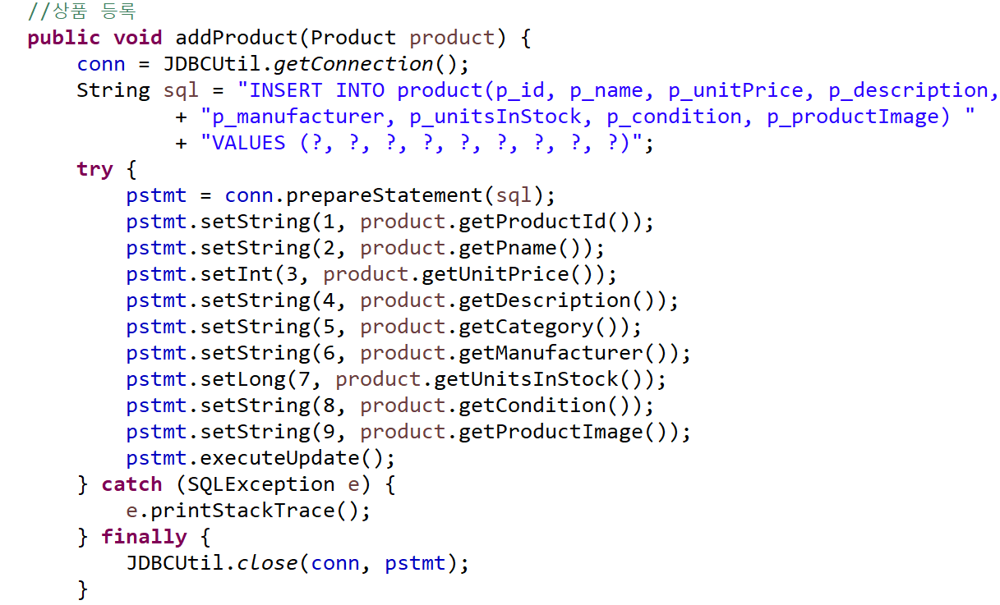 //상품 등록
public void addProduct(Product product) {
    conn = JDBCUtil.getConnection();
    String sql = "INSERT INTO product(p_id, p_name, p_unitPrice, p_description,
            + "p_manufacturer, p_unitsInStock, p_condition, p_productImage) "
            + "VALUES (?, ?, ?, ?, ?, ?, ?, ?, ?)";
    try {
        pstmt = conn.prepareStatement(sql);
        pstmt.setString(1, product.getProductId());
        pstmt.setString(2, product.getPname());
        pstmt.setInt(3, product.getUnitPrice());
        pstmt.setString(4, product.getDescription());
        pstmt.setString(5, product.getCategory());
        pstmt.setString(6, product.getManufacturer());
        pstmt.setLong(7, product.getUnitsInStock());
        pstmt.setString(8, product.getCondition());
        pstmt.setString(9, product.getProductImage());
        pstmt.executeUpdate();
    } catch (SQLException e) {
        e.printStackTrace();
    } finally {
        JDBCUtil.close(conn, pstmt);
    }